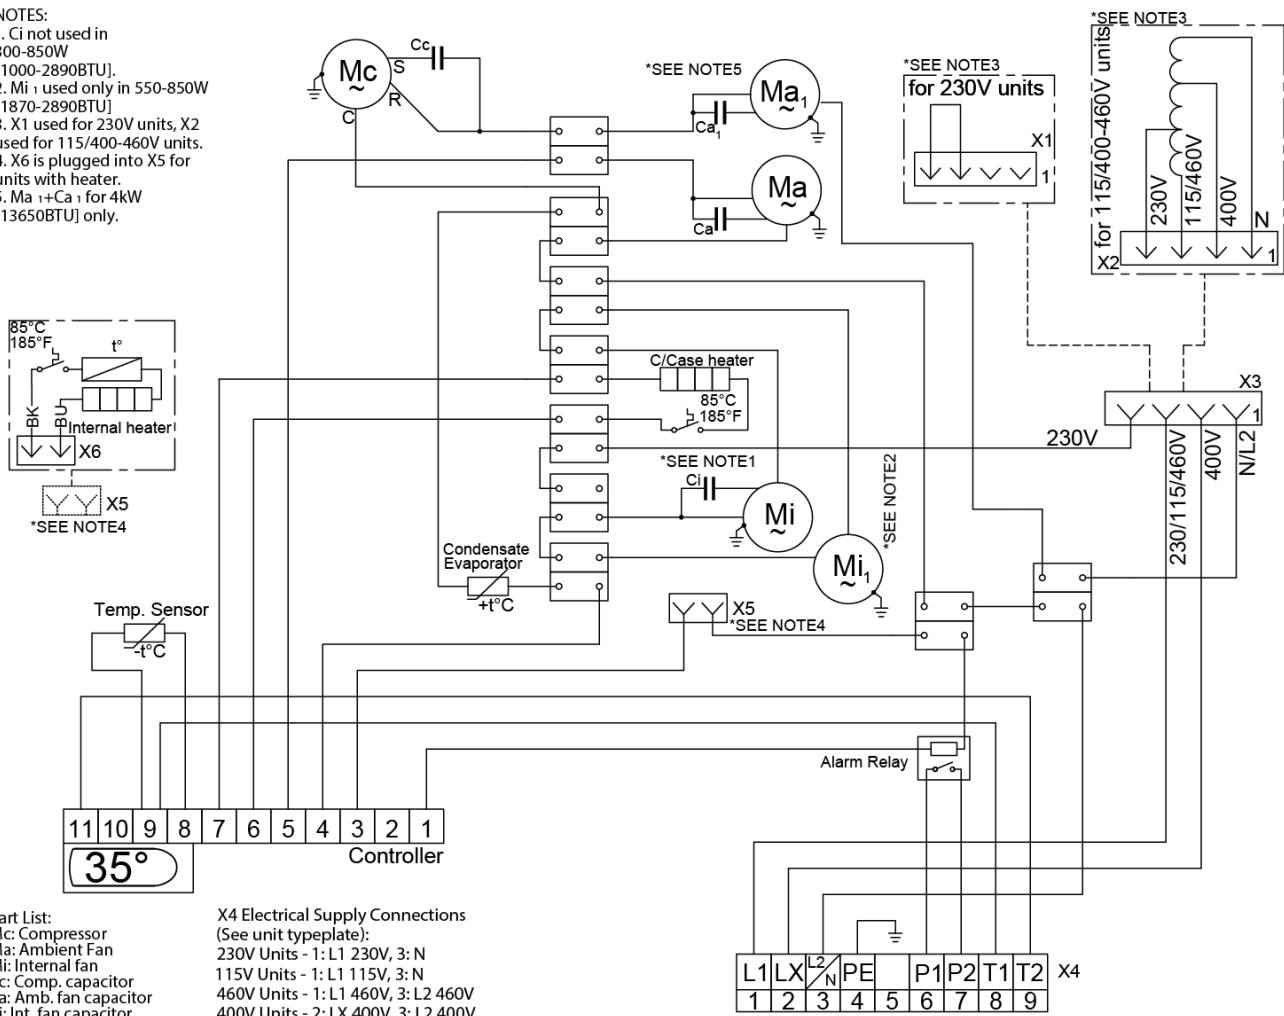 NOTES:
. Ci not used in
300-850W
1000-2890BTU].
2. Mi 1 used only in 550-850W
1870-2890BTU]
3. X1 used for 230V units, X2
used for 115/400-460V units.
4. X6 is plugged into X5 for
units with heater.
5. Ma 1+Ca 1 for 4kW
13650BTU] only.
Mc
~
S
R
C
Cc
*SEE NOTE5
Ma1
~
Ca1
Ma
~
Ca
*SEE NOTE3
for 230V units
X1
1
*SEE NOTE3
for 115/400-460V units
230V
115/460V
400V
N
X2
1
85°C
185°F
t°
BK
BU
Internal heater
X6
X5
*SEE NOTE4
C/Case heater
85°C
185°F
X3
1
230V
230/115/460V
400V
N/L2
*SEE NOTE1
Ci
Mi
~
*SEE NOTE2
Mi1
~
Condensate
Evaporator
+t°C
X5
*SEE NOTE4
Temp. Sensor
-t°C
Alarm Relay
11 10 9 8 7 6 5 4 3 2 1
Controller
35°
art List:
Mc: Compressor
Ma: Ambient Fan
Mi: Internal fan
c: Comp. capacitor
a: Amb. fan capacitor
i: Int. fan capacitor
X4 Electrical Supply Connections
(See unit typeplate):
230V Units - 1: L1 230V, 3: N
115V Units - 1: L1 115V, 3: N
460V Units - 1: L1 460V, 3: L2 460V
400V Units - 2: LX 400V, 3: L2 400V
L1 LX L2/N PE P1 P2 T1 T2 X4
1 2 3 4 5 6 7 8 9